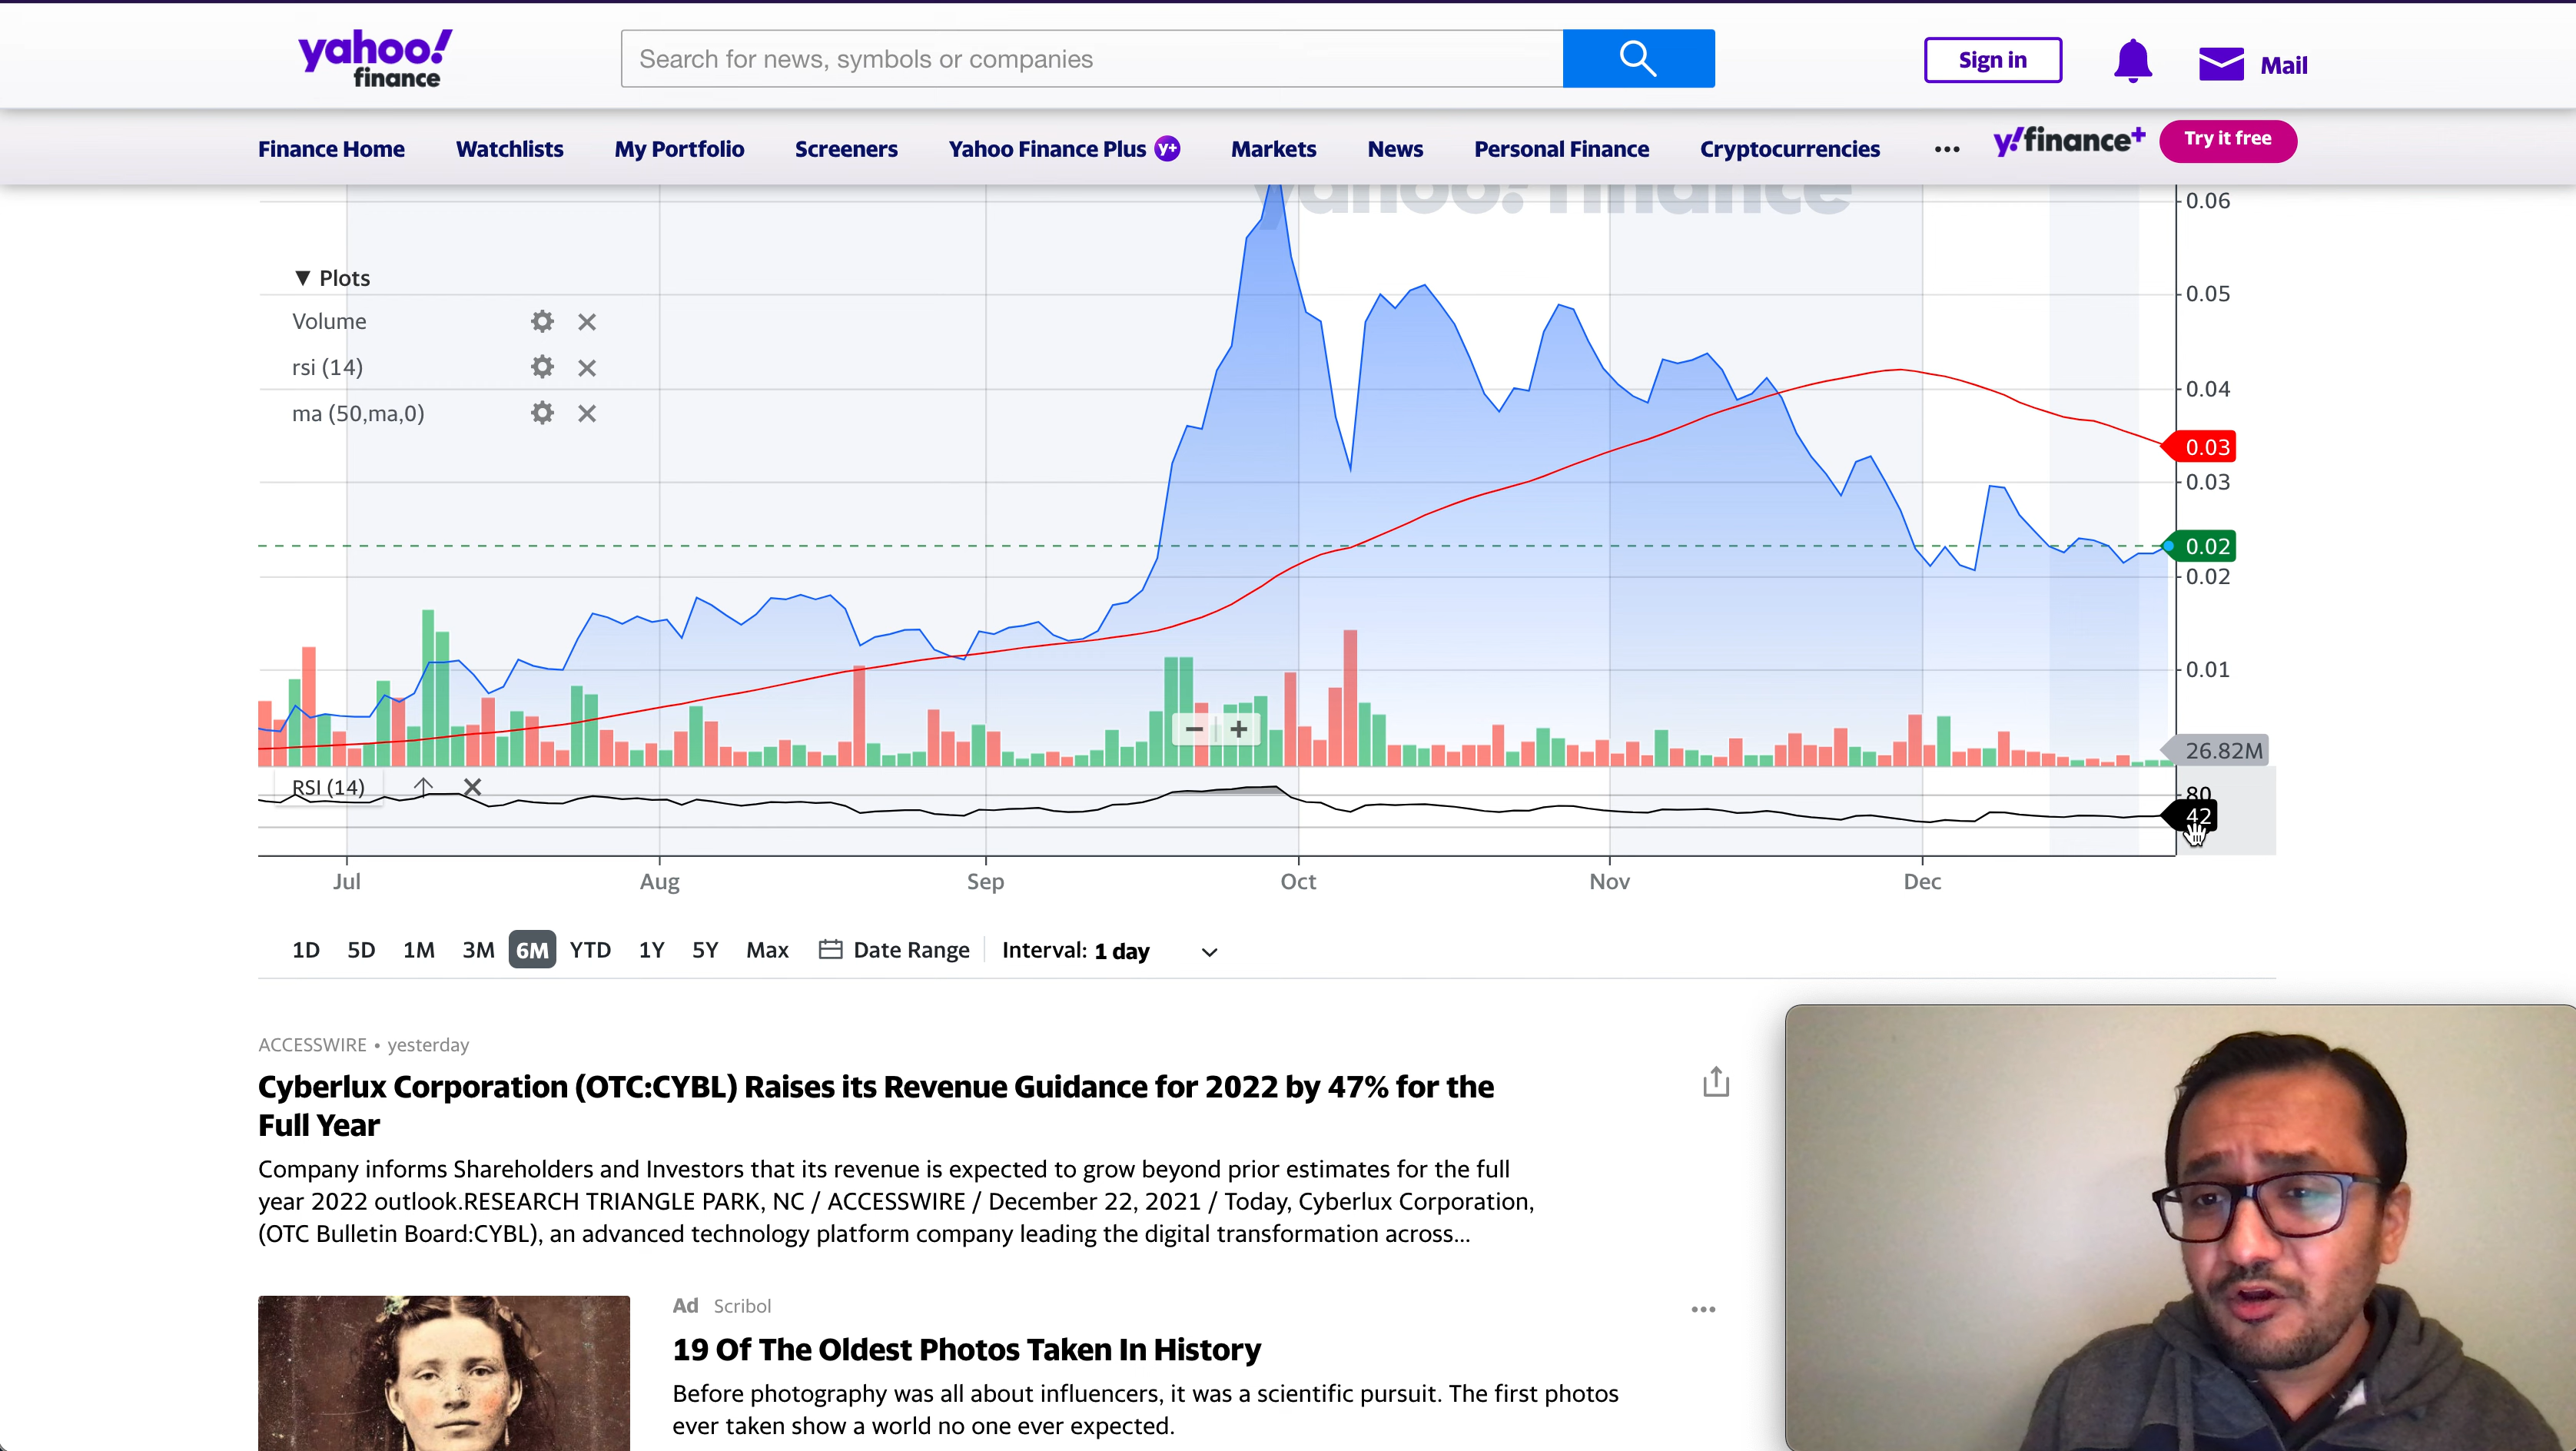 yahoo!
finance
Search for news, symbols or companies
Sign in
Mail
Finance Home
Watchlists
My Portfolio
Screeners
Yahoo Finance Plus y+
Markets
News
Personal Finance
Cryptocurrencies
...
y!finance+
Try it free
yahoo! finance
▼ Plots
Volume
rsi (14)
ma (50,ma,0)
0.06
0.05
0.04
0.03
0.03
0.02
0.02
0.01
26.82M
RSI (14)
80
42
Jul
Aug
Sep
Oct
Nov
Dec
1D
5D
1M
3M
6M
YTD
1Y
5Y
Max
Date Range
Interval: 1 day
ACCESSWIRE • yesterday
Cyberlux Corporation (OTC:CYBL) Raises its Revenue Guidance for 2022 by 47% for the
Full Year
Company informs Shareholders and Investors that its revenue is expected to grow beyond prior estimates for the full
year 2022 outlook.RESEARCH TRIANGLE PARK, NC / ACCESSWIRE / December 22, 2021 / Today, Cyberlux Corporation,
(OTC Bulletin Board:CYBL), an advanced technology platform company leading the digital transformation across...
Ad Scribol
...
19 Of The Oldest Photos Taken In History
Before photography was all about influencers, it was a scientific pursuit. The first photos
ever taken show a world no one ever expected.